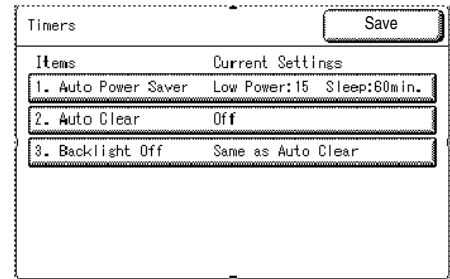 Timers Save
Items Current Settings
1. Auto Power Saver Low Power:15 Sleep:60min.
2. Auto Clear Off
3. Backlight Off Same as Auto Clear